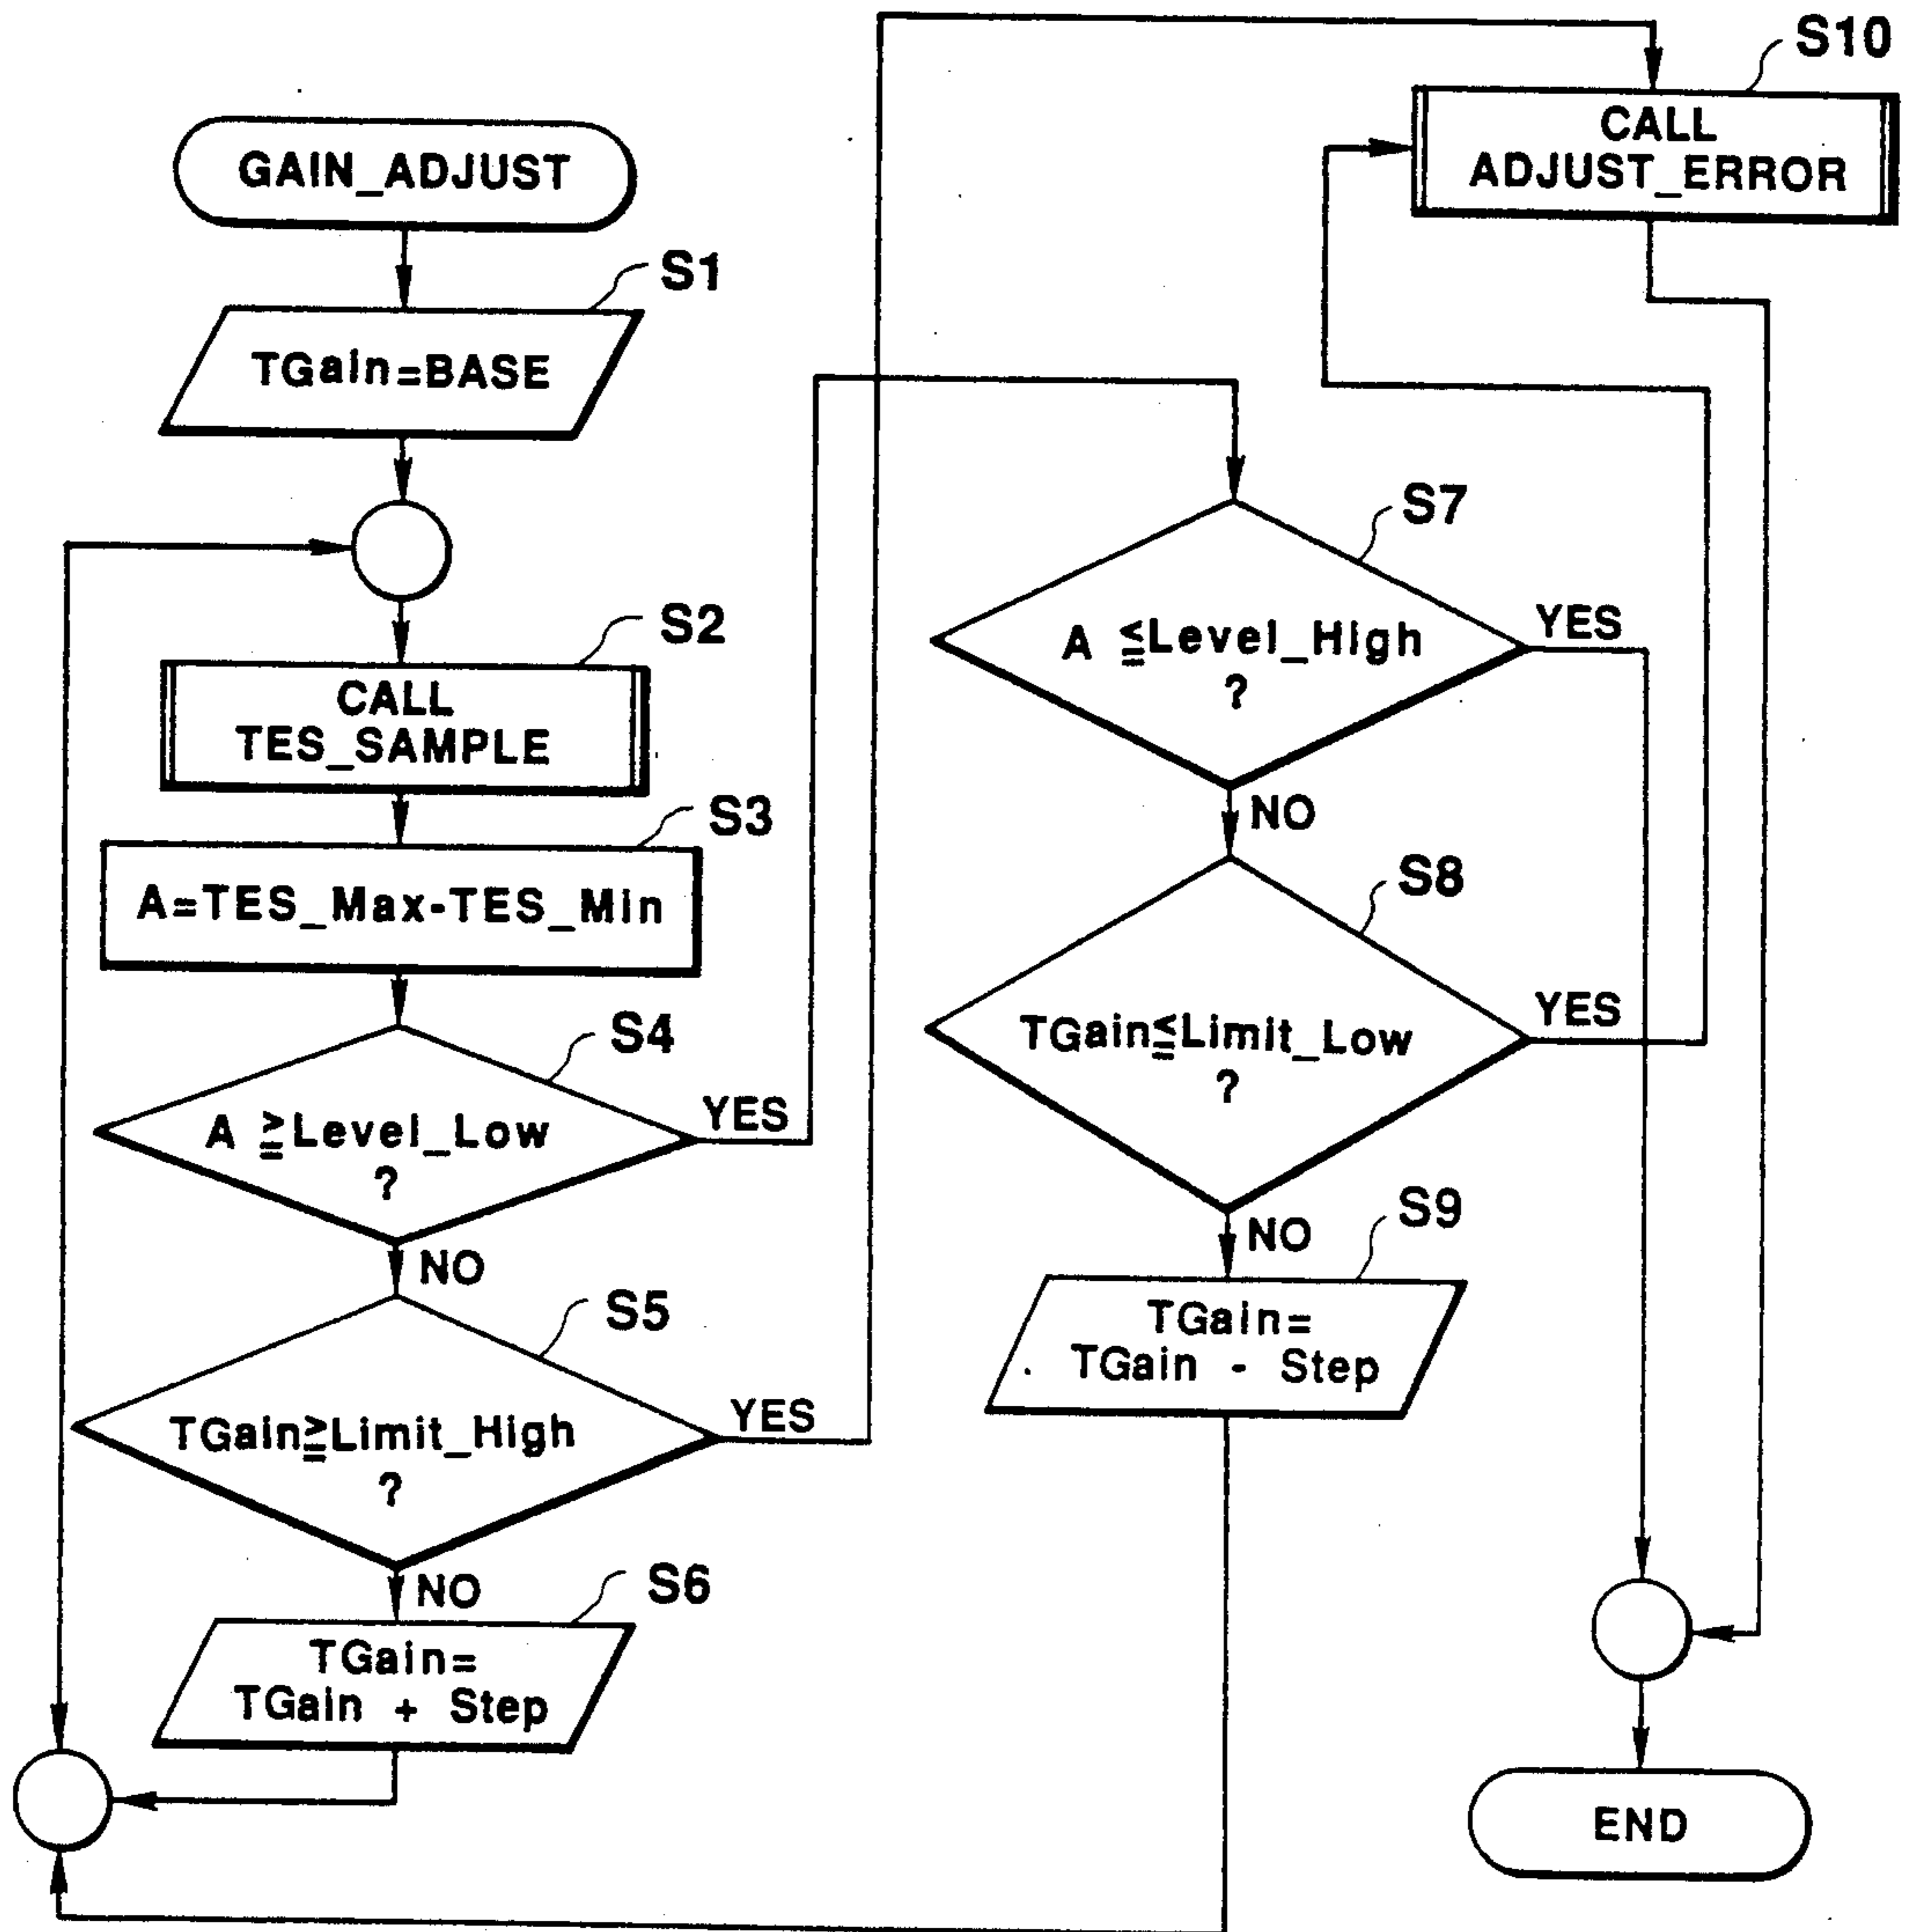 GAIN_ADJUST
S1
TGain=BASE
S2
CALL
TES_SAMPLE
S3
A=TES_Max-TES_Min
S4
A ≧Level_Low
?
YES
NO
S5
TGain≧Limit_High
?
YES
NO
S6
TGain=
TGain + Step
S7
A ≦Level_High
?
YES
NO
S8
TGain≦Limit_Low
?
YES
NO
S9
TGain=
TGain - Step
S10
CALL
ADJUST_ERROR
END